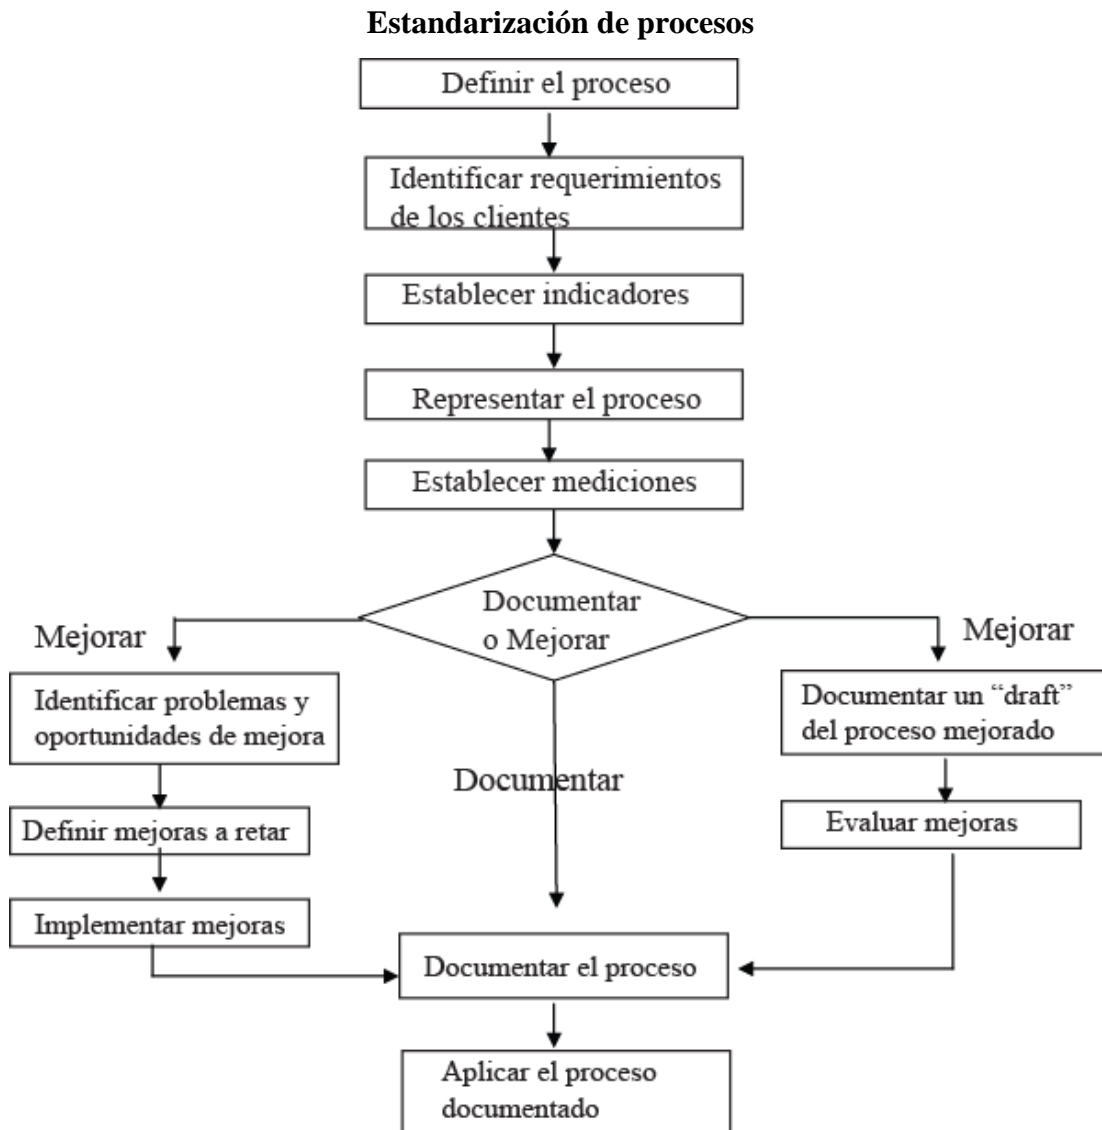 Estandarización de procesos
Definir el proceso
Identificar requerimientos
de los clientes
Establecer indicadores
Representar el proceso
Establecer mediciones
Documentar
o Mejorar
Mejorar
Identificar problemas y
oportunidades de mejora
Definir mejoras a retar
Implementar mejoras
Documentar
Mejorar
Documentar un “draft”
del proceso mejorado
Evaluar mejoras
Documentar el proceso
Aplicar el proceso
documentado